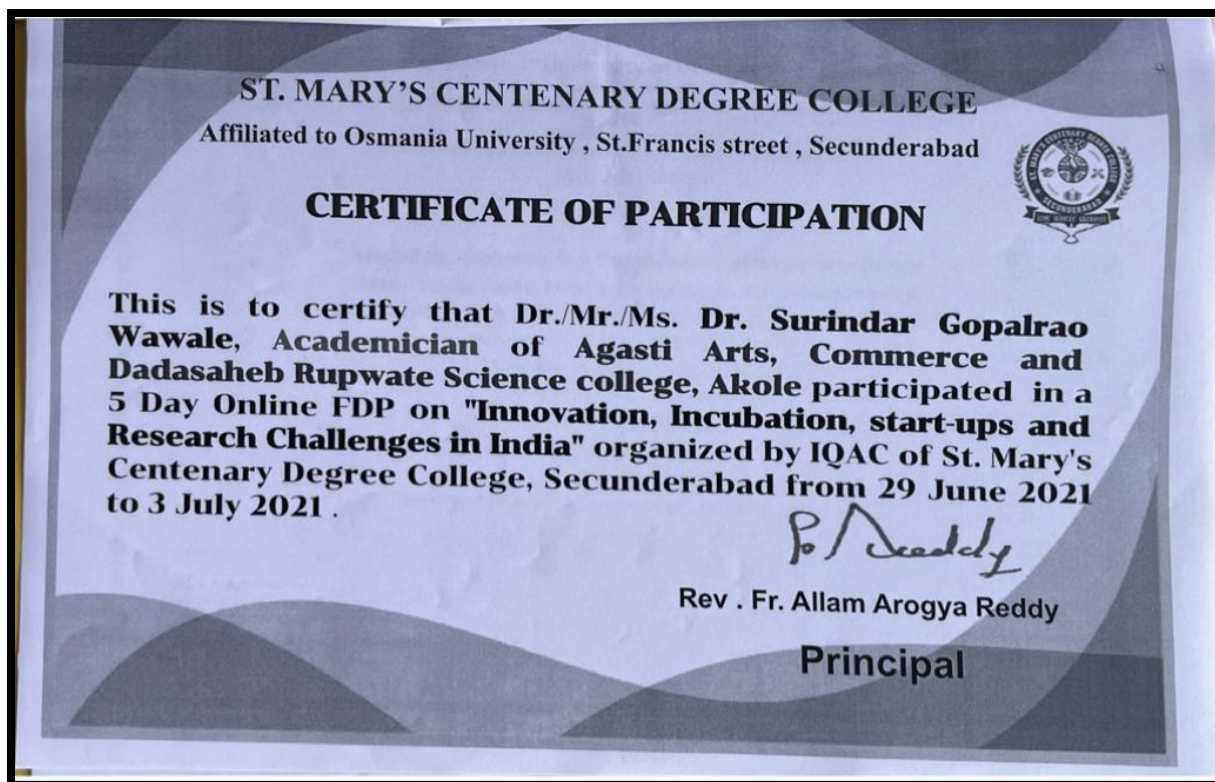 ST. MARY'S CENTENARY DEGREE COLLEGE
Affiliated to Osmania University , St.Francis street , Secunderabad
CERTIFICATE OF PARTICIPATION
This is to certify that Dr./Mr./Ms. Dr. Surindar Gopalrao
Wawale, Academician of Agasti Arts, Commerce and
Dadasaheb Rupwate Science college, Akole participated in a
5 Day Online FDP on "Innovation, Incubation, start-ups and
Research Challenges in India" organized by IQAC of St. Mary's
Centenary Degree College, Secunderabad from 29 June 2021
to 3 July 2021 .
Rev . Fr. Allam Arogya Reddy
Principal